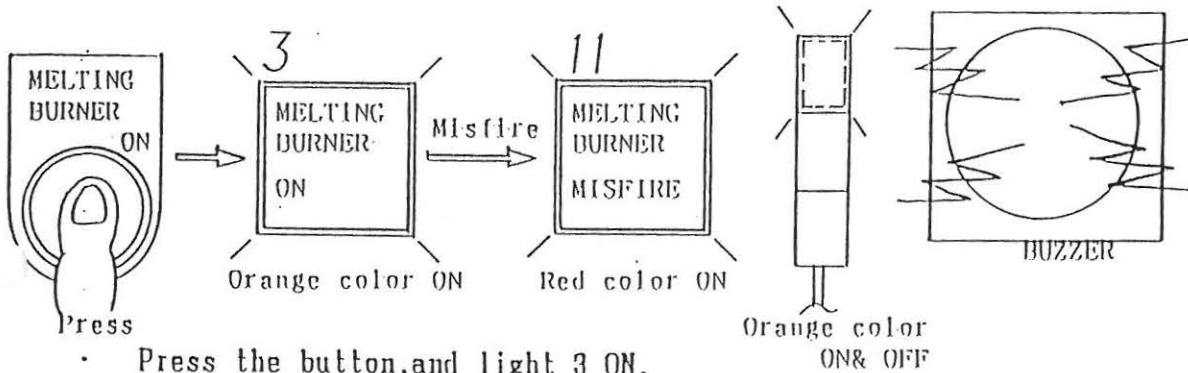 MELTING
BURNER
ON
Press
3
MELTING
BURNER
ON
Orange color ON
Misfire
11
MELTING
BURNER
MISFIRE
Red color ON
Orange color
ON& OFF
BUZZER
· Press the button,and light 3 ON.